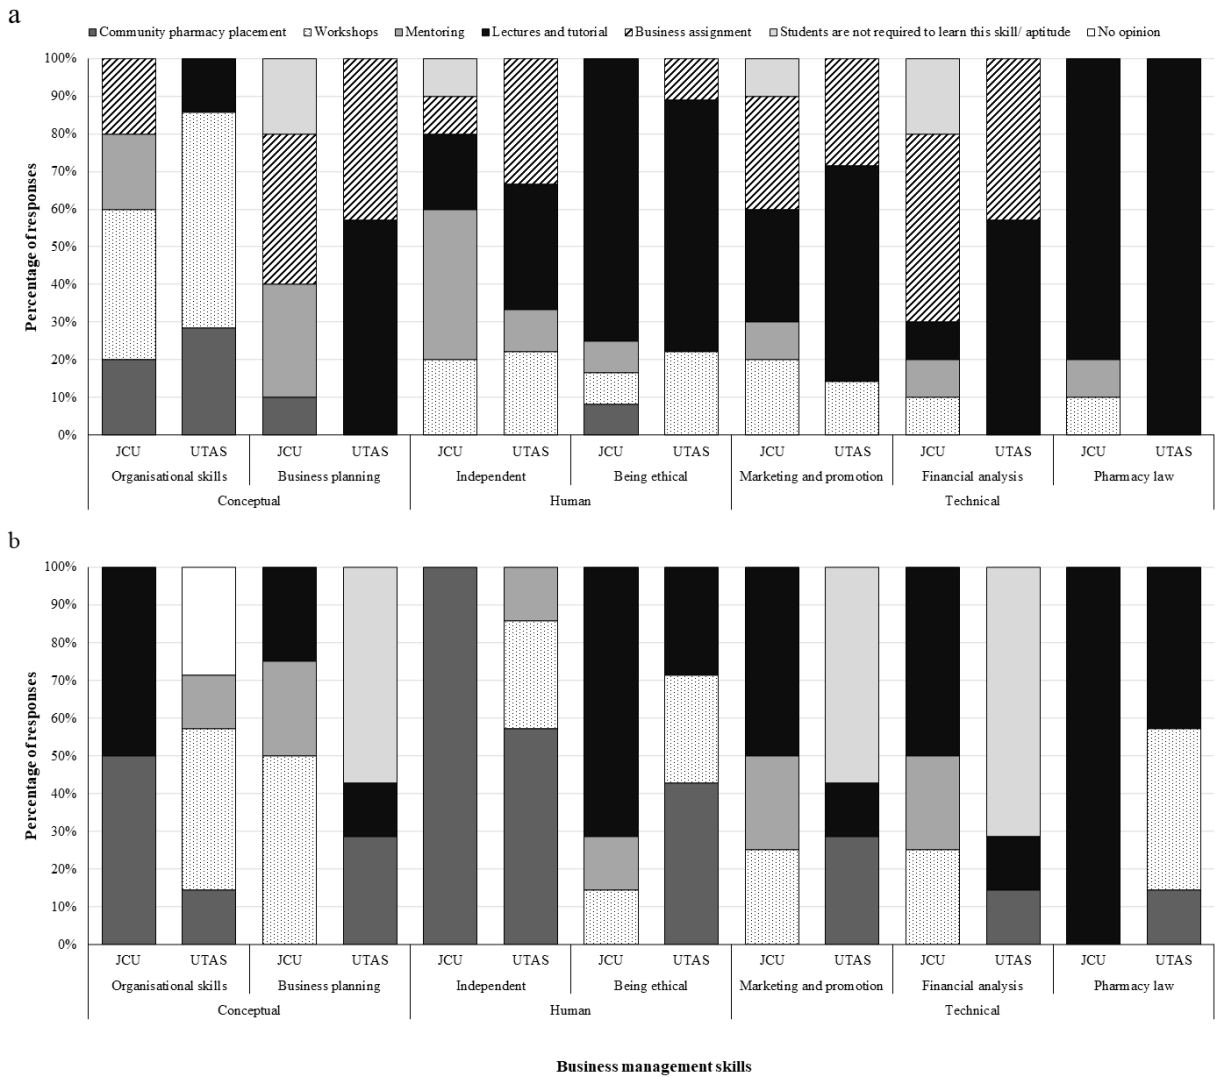 a
Community pharmacy placement Workshops Mentoring Lectures and tutorial Business assignment Students are not required to learn this skill/ aptitude No opinion
100%
90%
80%
70%
60%
50%
40%
30%
20%
10%
0%
Percentage of responses
JCU UTAS JCU UTAS JCU UTAS JCU UTAS JCU UTAS JCU UTAS JCU UTAS
Organisational skills Business planning Independent Being ethical Marketing and promotion Financial analysis Pharmacy law
Conceptual Human Technical
b
100%
90%
80%
70%
60%
50%
40%
30%
20%
10%
0%
Percentage of responses
JCU UTAS JCU UTAS JCU UTAS JCU UTAS JCU UTAS JCU UTAS JCU UTAS
Organisational skills Business planning Independent Being ethical Marketing and promotion Financial analysis Pharmacy law
Conceptual Human Technical
Business management skills